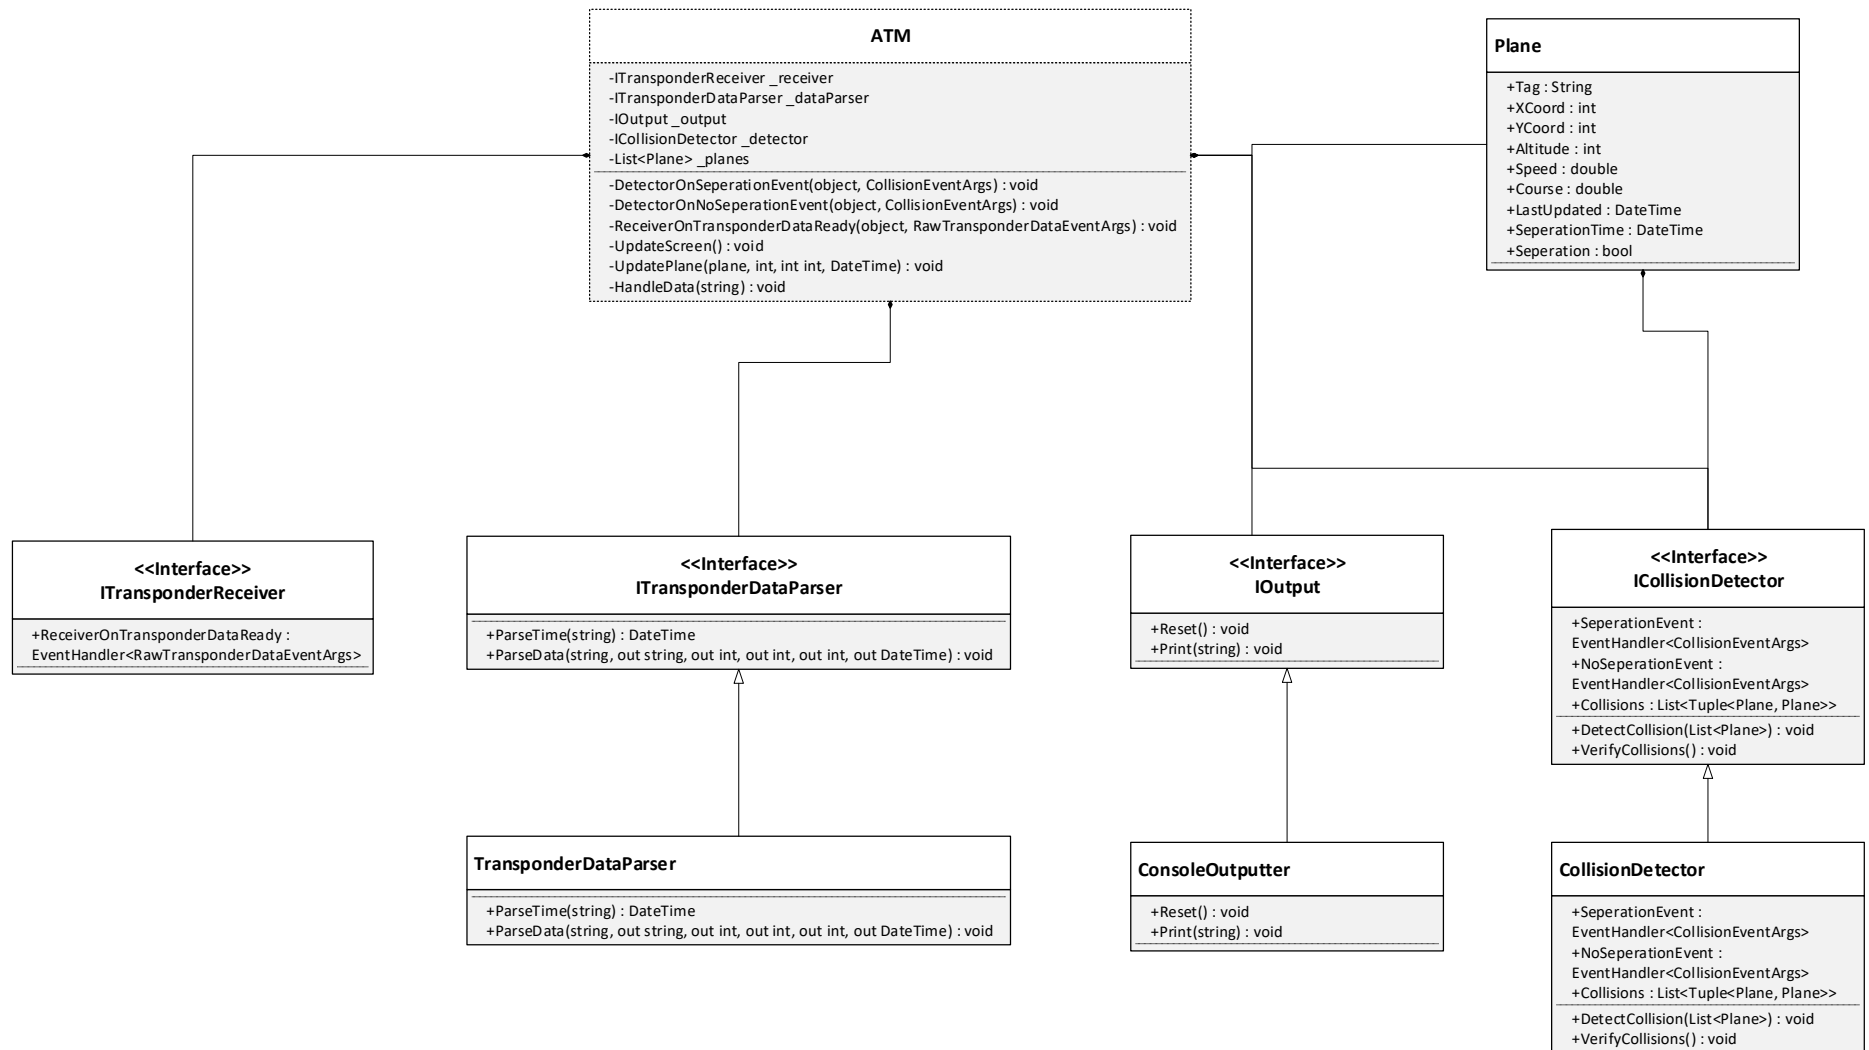 ATM
-ITransponderReceiver _receiver
-ITransponderDataParser _dataParser
-IOutput _output
-ICollisionDetector _detector
-List<Plane> _planes
-DetectorOnSeperationEvent(object, CollisionEventArgs) : void
-DetectorOnNoSeperationEvent(object, CollisionEventArgs) : void
-ReceiverOnTransponderDataReady(object, RawTransponderDataEventArgs) : void
-UpdateScreen() : void
-UpdatePlane(plane, int, int int, DateTime) : void
-HandleData(string) : void
Plane
+Tag : String
+XCoord : int
+YCoord : int
+Altitude : int
+Speed : double
+Course : double
+LastUpdated : DateTime
+SeperationTime : DateTime
+Seperation : bool
<<Interface>>
ITransponderReceiver
+ReceiverOnTransponderDataReady :
EventHandler<RawTransponderDataEventArgs>
<<Interface>>
ITransponderDataParser
+ParseTime(string) : DateTime
+ParseData(string, out string, out int, out int, out int, out DateTime) : void
<<Interface>>
IOutput
+Reset() : void
+Print(string) : void
<<Interface>>
ICollisionDetector
+SeperationEvent :
EventHandler<CollisionEventArgs>
+NoSeperationEvent :
EventHandler<CollisionEventArgs>
+Collisions : List<Tuple<Plane, Plane>>
+DetectCollision(List<Plane>) : void
+VerifyCollisions() : void
TransponderDataParser
+ParseTime(string) : DateTime
+ParseData(string, out string, out int, out int, out int, out DateTime) : void
ConsoleOutputter
+Reset() : void
+Print(string) : void
CollisionDetector
+SeperationEvent :
EventHandler<CollisionEventArgs>
+NoSeperationEvent :
EventHandler<CollisionEventArgs>
+Collisions : List<Tuple<Plane, Plane>>
+DetectCollision(List<Plane>) : void
+VerifyCollisions() : void